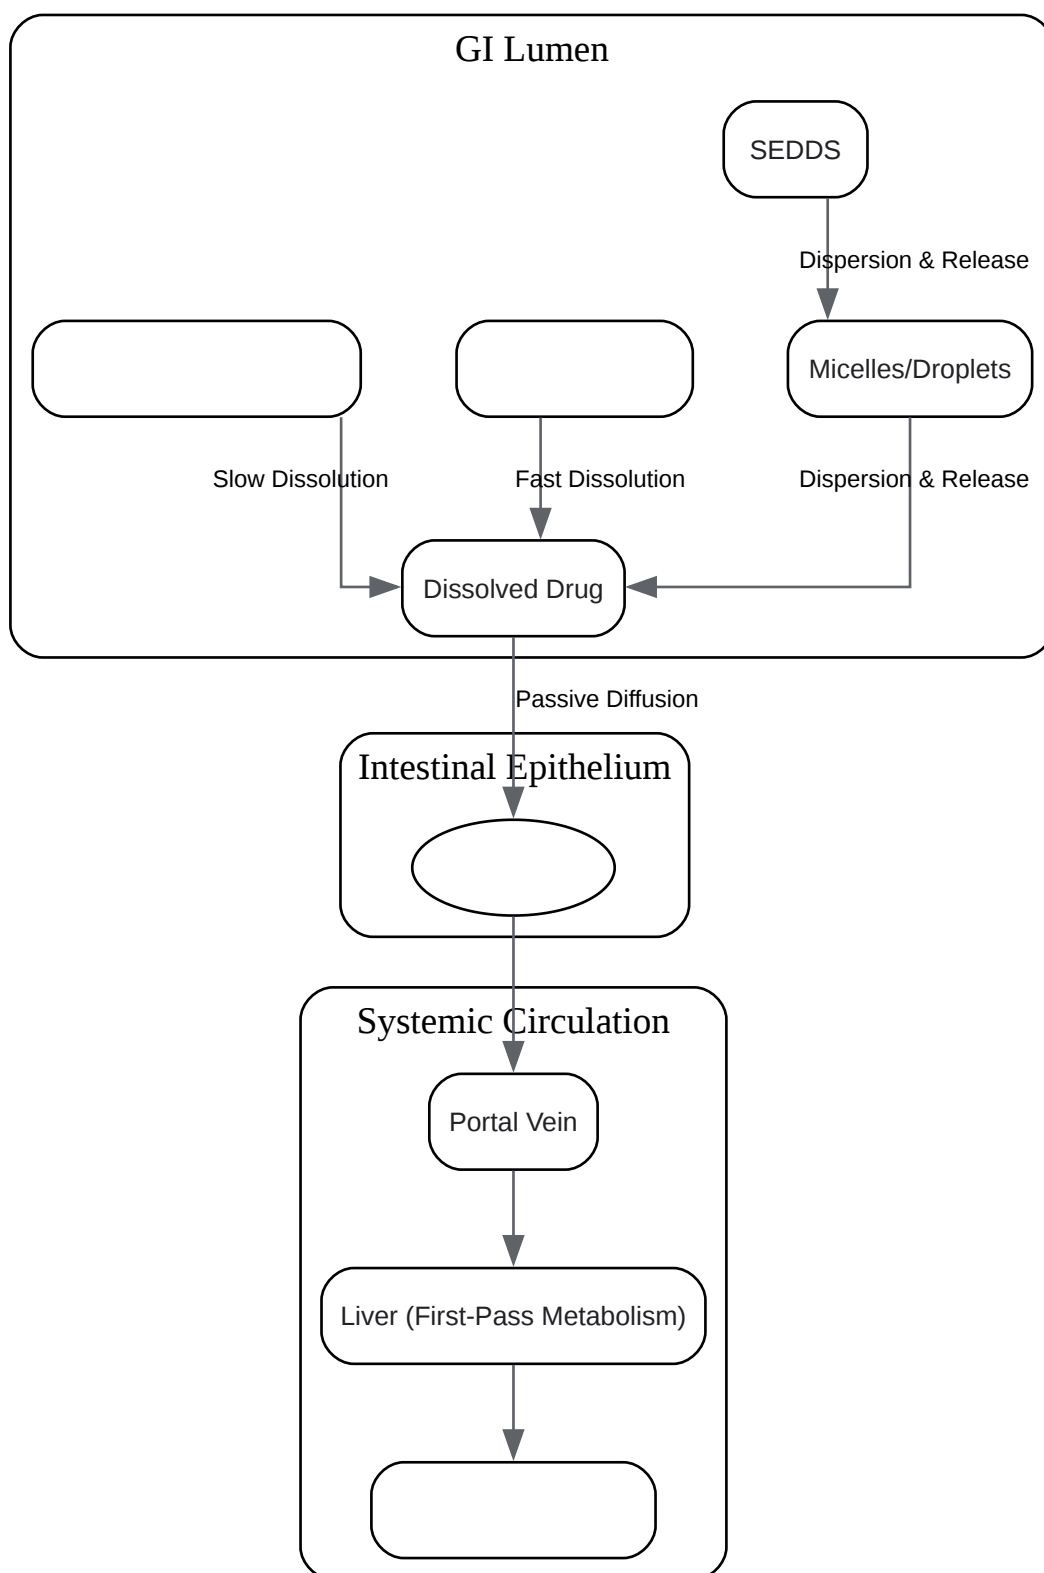 GI Lumen
SEDDS
Dispersion & Release
Micelles/Droplets
Slow Dissolution
Fast Dissolution
Dispersion & Release
Dissolved Drug
Passive Diffusion
Intestinal Epithelium
Systemic Circulation
Portal Vein
Liver (First-Pass Metabolism)